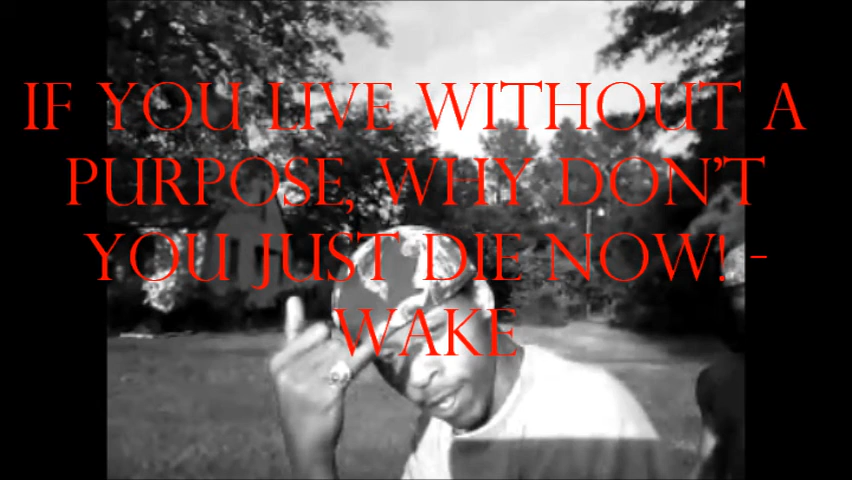 IF YOU LIVE WITHOUT A
PURPOSE, WHY DON'T
YOU JUST DIE NOW! -
WAKE